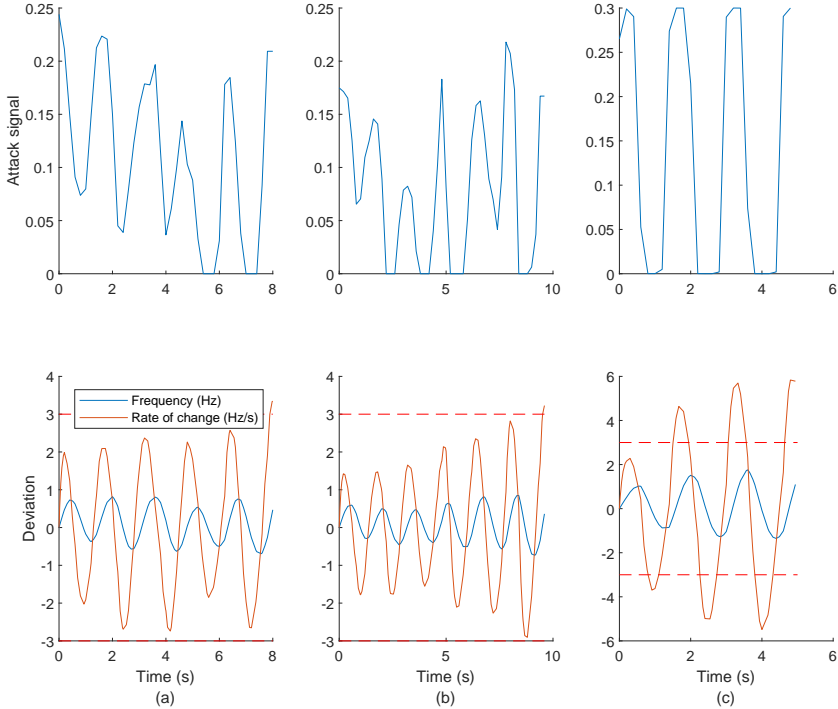 Attack signal
0.25
0.2
0.15
0.1
0.05
0
0 2 4 6 8
0.25
0.2
0.15
0.1
0.05
0
0 5 10
0.3
0.25
0.2
0.15
0.1
0.05
0
0 2 4 6
Deviation
4
3
2
1
0
-1
-2
-3
Frequency (Hz)
Rate of change (Hz/s)
0 2 4 6 8
Time (s)
(a)
4
3
2
1
0
-1
-2
-3
0 5 10
Time (s)
(b)
6
4
2
0
-2
-4
-6
0 2 4 6
Time (s)
(c)